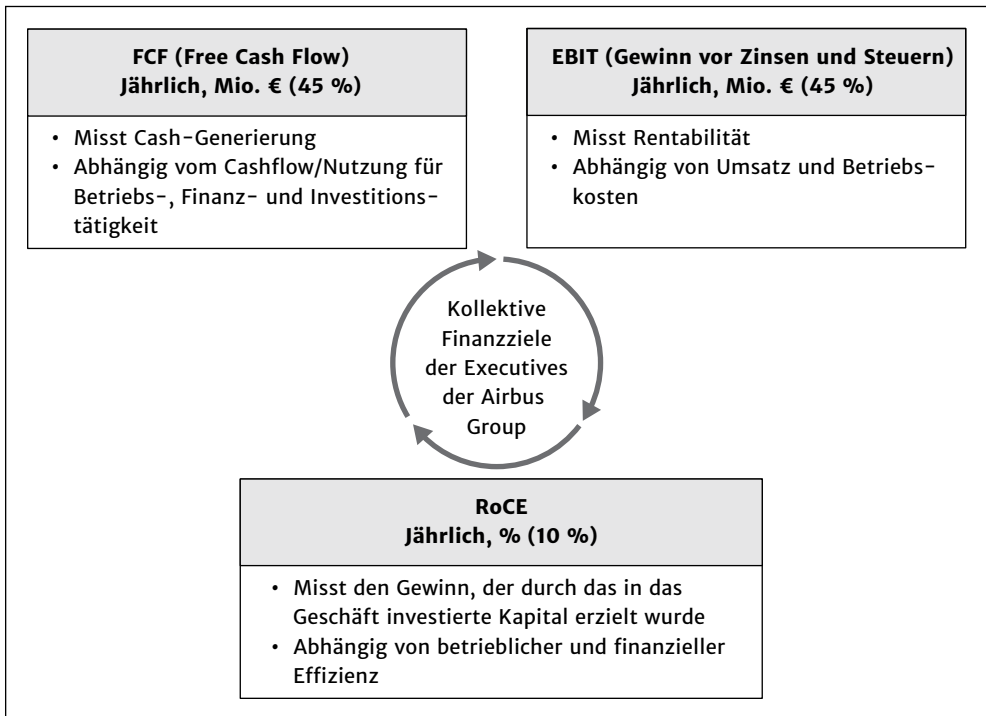 FCF (Free Cash Flow)
Jährlich, Mio. € (45 %)
• Misst Cash-Generierung
• Abhängig vom Cashflow/Nutzung für
Betriebs-, Finanz- und Investitions-
tätigkeit
EBIT (Gewinn vor Zinsen und Steuern)
Jährlich, Mio. € (45 %)
• Misst Rentabilität
• Abhängig von Umsatz und Betriebs-
kosten
Kollektive
Finanzziele
der Executives
der Airbus
Group
RoCE
Jährlich, % (10 %)
• Misst den Gewinn, der durch das in das
Geschäft investierte Kapital erzielt wurde
• Abhängig von betrieblicher und finanzieller
Effizienz